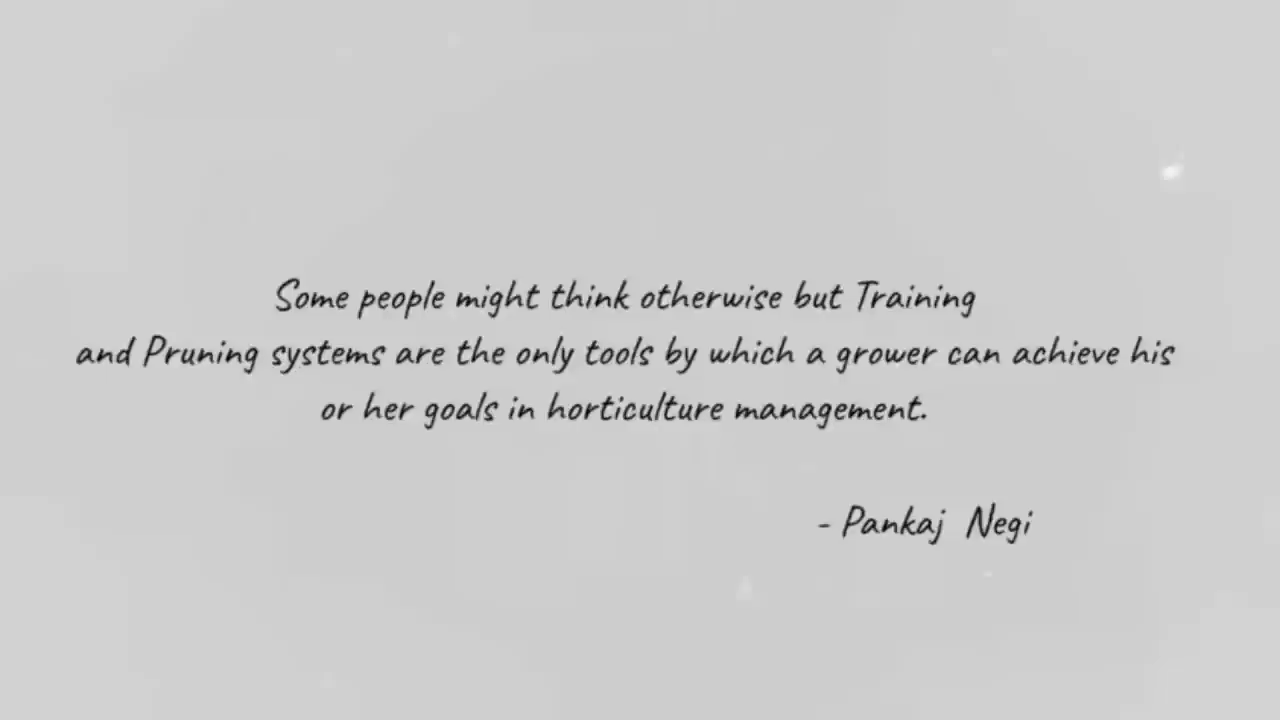 Some people might think otherwise but Training
and Pruning systems are the only tools by which a grower can achieve his
or her goals in horticulture management.
- Pankaj Negi